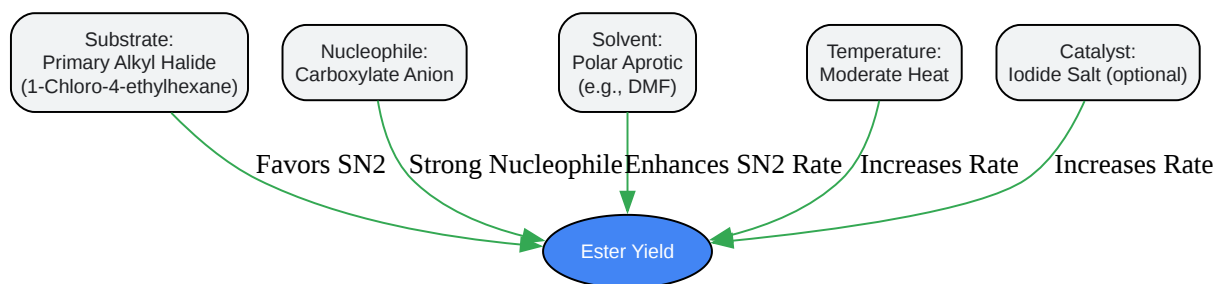 Substrate:
Primary Alkyl Halide
(1-Chloro-4-ethylhexane)
Nucleophile:
Carboxylate Anion
Solvent:
Polar Aprotic
(e.g., DMF)
Temperature:
Moderate Heat
Catalyst:
Iodide Salt (optional)
Favors SN2
Strong Nucleophile
Enhances SN2 Rate
Increases Rate
Increases Rate
Ester Yield